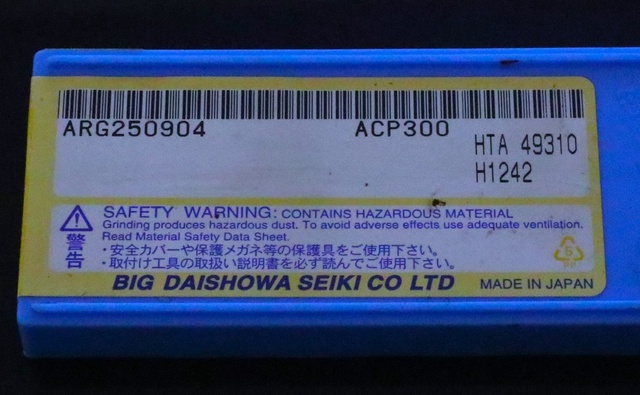 ARG250904 ACP300
HTA 49310
H1242
SAFETY WARNING: CONTAINS HAZARDOUS MATERIAL
Grinding produces hazardous dust. To avoid adverse effects use adequate ventilation.
Read Material Safety Data Sheet.
警告
・安全カバーや保護メガネ等の保護具をご使用下さい。
・取付け工具の取扱い説明書を必ず読んでご使用下さい。
5
PP
BIG DAISHOWA SEIKI CO LTD MADE IN JAPAN